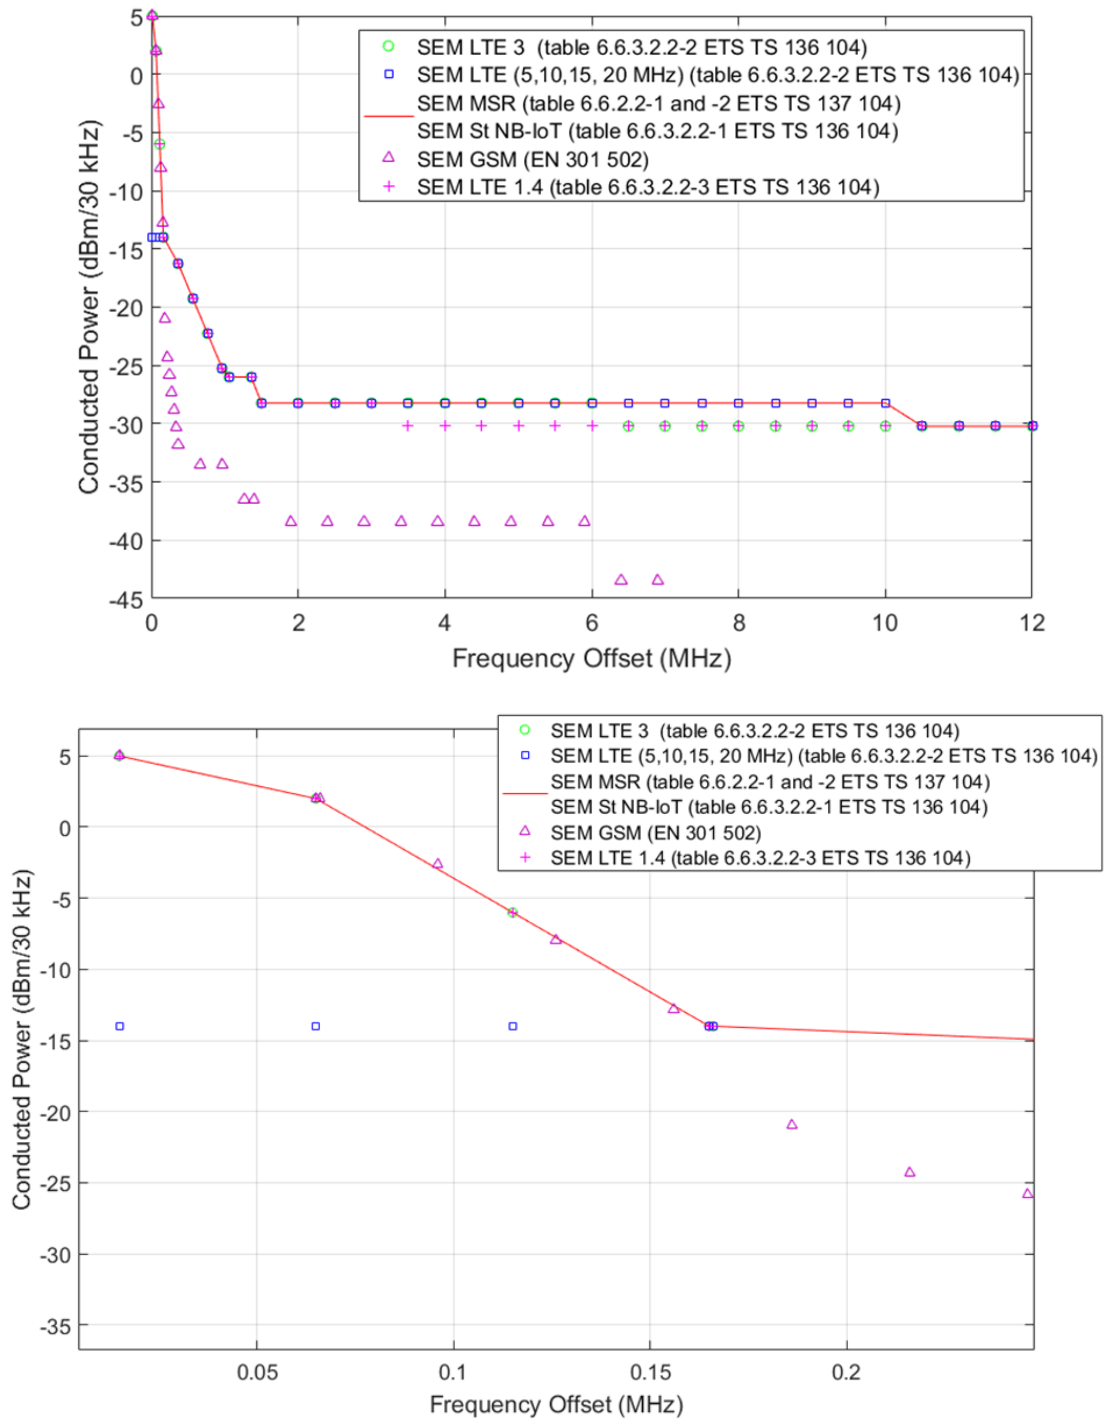 5
0
-5
-10
-15
-20
-25
-30
-35
-40
-45
Conducted Power (dBm/30 kHz)
SEM LTE 3 (table 6.6.3.2.2-2 ETS TS 136 104)
SEM LTE (5,10,15, 20 MHz) (table 6.6.3.2.2-2 ETS TS 136 104)
SEM MSR (table 6.6.2.2-1 and -2 ETS TS 137 104)
SEM St NB-IoT (table 6.6.3.2.2-1 ETS TS 136 104)
SEM GSM (EN 301 502)
SEM LTE 1.4 (table 6.6.3.2.2-3 ETS TS 136 104)
0 2 4 6 8 10 12
Frequency Offset (MHz)
SEM LTE 3 (table 6.6.3.2.2-2 ETS TS 136 104)
SEM LTE (5,10,15, 20 MHz) (table 6.6.3.2.2-2 ETS TS 136 104)
SEM MSR (table 6.6.2.2-1 and -2 ETS TS 137 104)
SEM St NB-IoT (table 6.6.3.2.2-1 ETS TS 136 104)
SEM GSM (EN 301 502)
SEM LTE 1.4 (table 6.6.3.2.2-3 ETS TS 136 104)
5
0
-5
-10
-15
-20
-25
-30
-35
Conducted Power (dBm/30 kHz)
0.05 0.1 0.15 0.2
Frequency Offset (MHz)